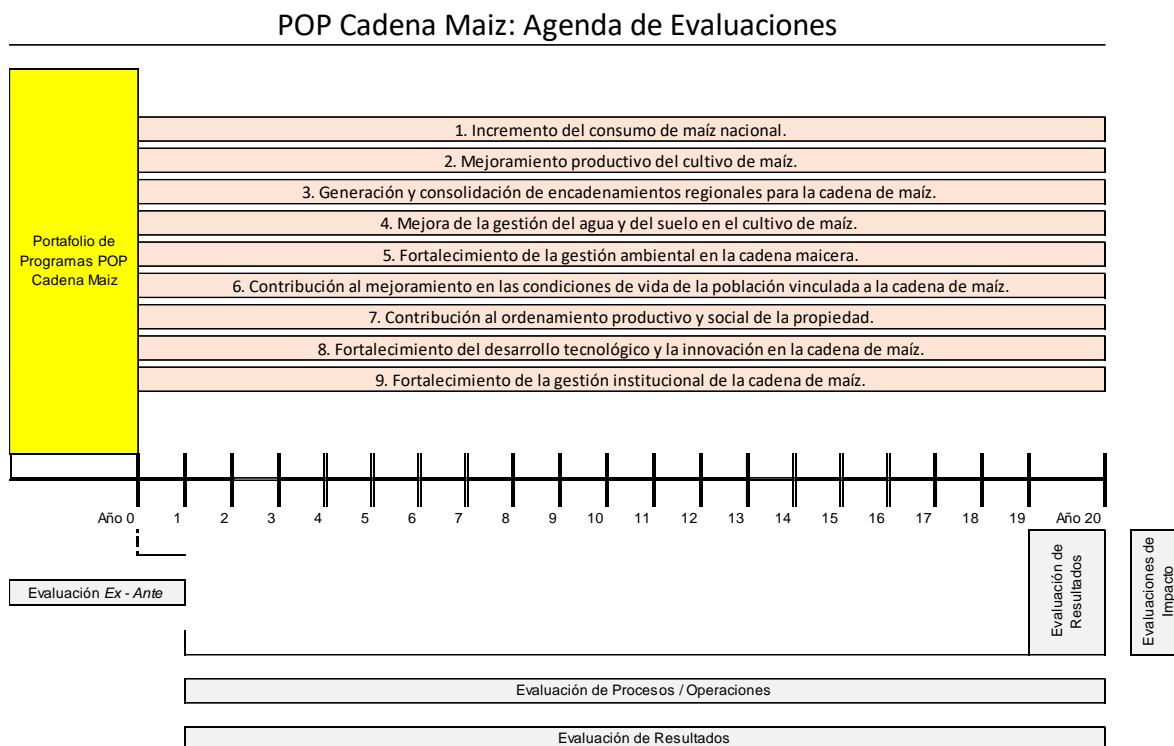 POP Cadena Maiz: Agenda de Evaluaciones
1. Incremento del consumo de maíz nacional.
2. Mejoramiento productivo del cultivo de maíz.
3. Generación y consolidación de encadenamientos regionales para la cadena de maíz.
4. Mejora de la gestión del agua y del suelo en el cultivo de maíz.
5. Fortalecimiento de la gestión ambiental en la cadena maicera.
6. Contribución al mejoramiento en las condiciones de vida de la población vinculada a la cadena de maíz.
7. Contribución al ordenamiento productivo y social de la propiedad.
8. Fortalecimiento del desarrollo tecnológico y la innovación en la cadena de maíz.
9. Fortalecimiento de la gestión institucional de la cadena de maíz.
Portafolio de
Programas POP
Cadena Maiz
Año 0 1 2 3 4 5 6 7 8 9 10 11 12 13 14 15 16 17 18 19 Año 20
Evaluación Ex - Ante
Evaluación de
Resultados
Evaluaciones de
Impacto
Evaluación de Procesos / Operaciones
Evaluación de Resultados